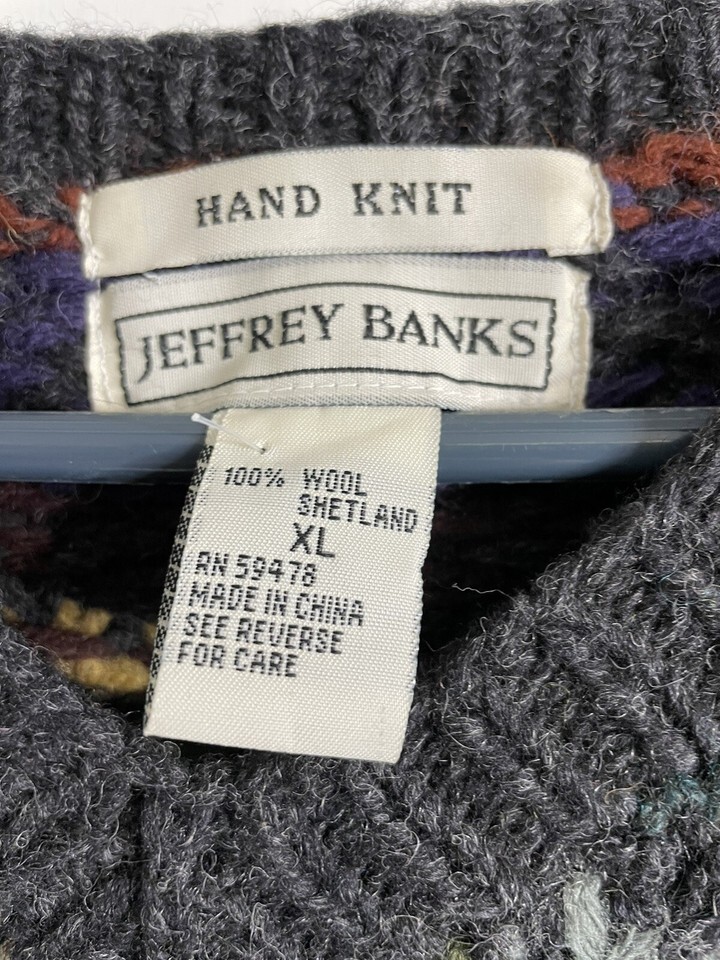 HAND KNIT
JEFFREY BANKS
100% WOOL
SHETLAND
XL
RN 59478
MADE IN CHINA
SEE REVERSE
FOR CARE